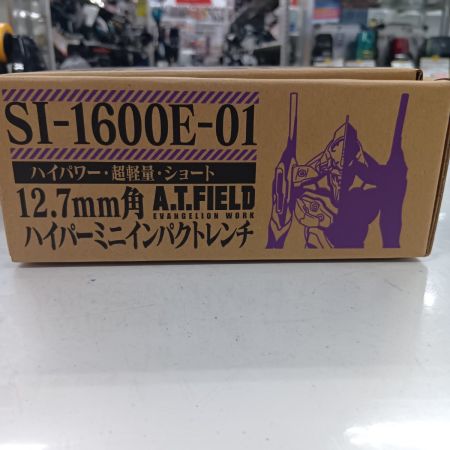 SI-1600E-01
ハイパワー・超軽量・ショート
12.7mm角 A.T.FIELD
EVANGELION WORK
ハイパーミニインパクトレンチ